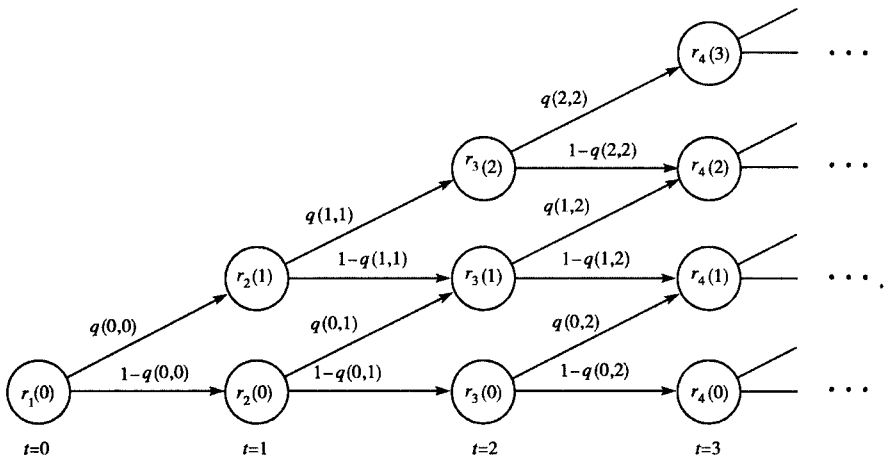 r4(3)
. . .
q(2,2)
r3(2)
1−q(2,2)
r4(2)
. . .
q(1,1)
q(1,2)
r2(1)
1−q(1,1)
r3(1)
1−q(1,2)
r4(1)
. . .
q(0,0)
q(0,1)
q(0,2)
r1(0)
1−q(0,0)
r2(0)
1−q(0,1)
r3(0)
1−q(0,2)
r4(0)
. . .
t=0
t=1
t=2
t=3